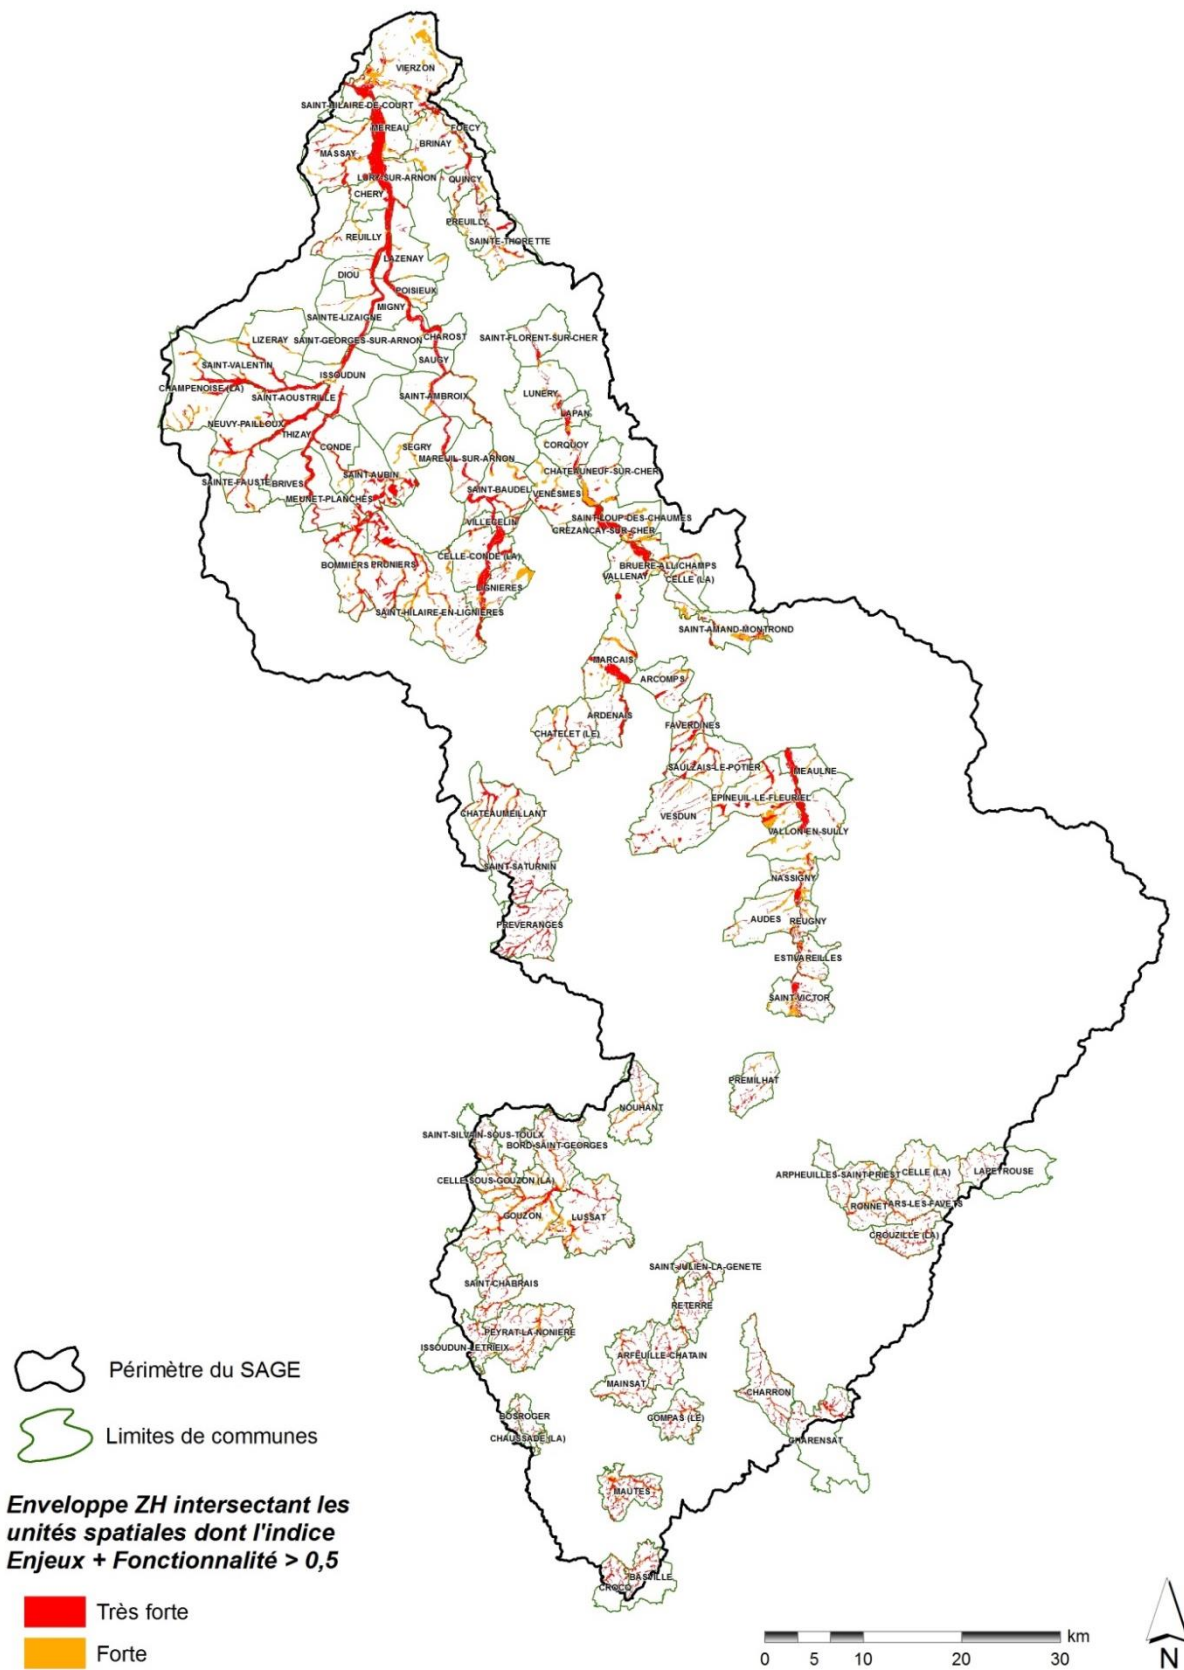 VIERZON
SAINT-HILAIRE-DE-COURT
MEREAU
FOECY
BRINAY
MASSAY
LURY-SUR-ARNON
QUINCY
CHERY
PREUILLY
REUILLY
SAINTE-THORETTE
LAZENAY
DIOU
POISIEUX
MIGNY
SAINTE-LIZAIGNE
LIZERAY
SAINT-GEORGES-SUR-ARNON
CHAROST
SAINT-FLORENT-SUR-CHER
SAUGY
SAINT-VALENTIN
ISSOUDUN
CHAMPENOISE (LA)
SAINT-AOUSTRILLE
SAINT-AMBROIX
LUNERY
LAPAN
NEUVY-PAILLOUX
THIZAY
CONDE
SEGRY
CORQUOY
MAREUIL-SUR-ARNON
CHATEAUNEUF-SUR-CHER
SAINT-AUBIN
SAINTE-FAUSTE
BRIVES
SAINT-BAUDEL
VENESMES
MEUNET-PLANCHES
VILLECELIN
SAINT-LOUP-DES-CHAUMES
CREZANCAY-SUR-CHER
CELLE-CONDE (LA)
BOMMIERS
PRUNIERS
BRUERE-ALLICHAMPS
VALLENAY
CELLE (LA)
LIGNIERES
SAINT-HILAIRE-EN-LIGNIERES
SAINT-AMAND-MONTROND
MARCAIS
ARCOMPS
ARDENAIS
FAVERDINES
CHATELET (LE)
SAULZAIS-LE-POTIER
MEAULNE
EPINEUIL-LE-FLEURIEL
CHATEAUMEILLANT
VESDUN
VALLON-EN-SULLY
SAINT-SATURNIN
NASSIGNY
PREVERANGES
AUDES
REUGNY
ESTIVAREILLES
SAINT-VICTOR
PREMILHAT
NOUHANT
SAINT-SILVAIN-SOUS-TOULX
BORD-SAINT-GEORGES
ARPHEUILLES-SAINT-PRIEST
CELLE (LA)
LAPEYROUSE
CELLE-SOUS-GOUZON (LA)
RONNET
ARS-LES-FAVETS
GOUZON
LUSSAT
CROUZILLE (LA)
SAINT-JULIEN-LA-GENETE
SAINT-CHABRAIS
RETERRE
PEYRAT-LA-NONIERE
ISSOUDUN-LETRIEIX
ARFEUILLE-CHATAIN
MAINSAT
CHARRON
BOSROGER
COMPAS (LE)
CHAUSSADE (LA)
CHARENSAT
MAUTES
BASVILLE
CROCQ
Périmètre du SAGE
Limites de communes
Enveloppe ZH intersectant les
unités spatiales dont l'indice
Enjeux + Fonctionnalité > 0,5
Très forte
Forte
km
0 5 10 20 30
N